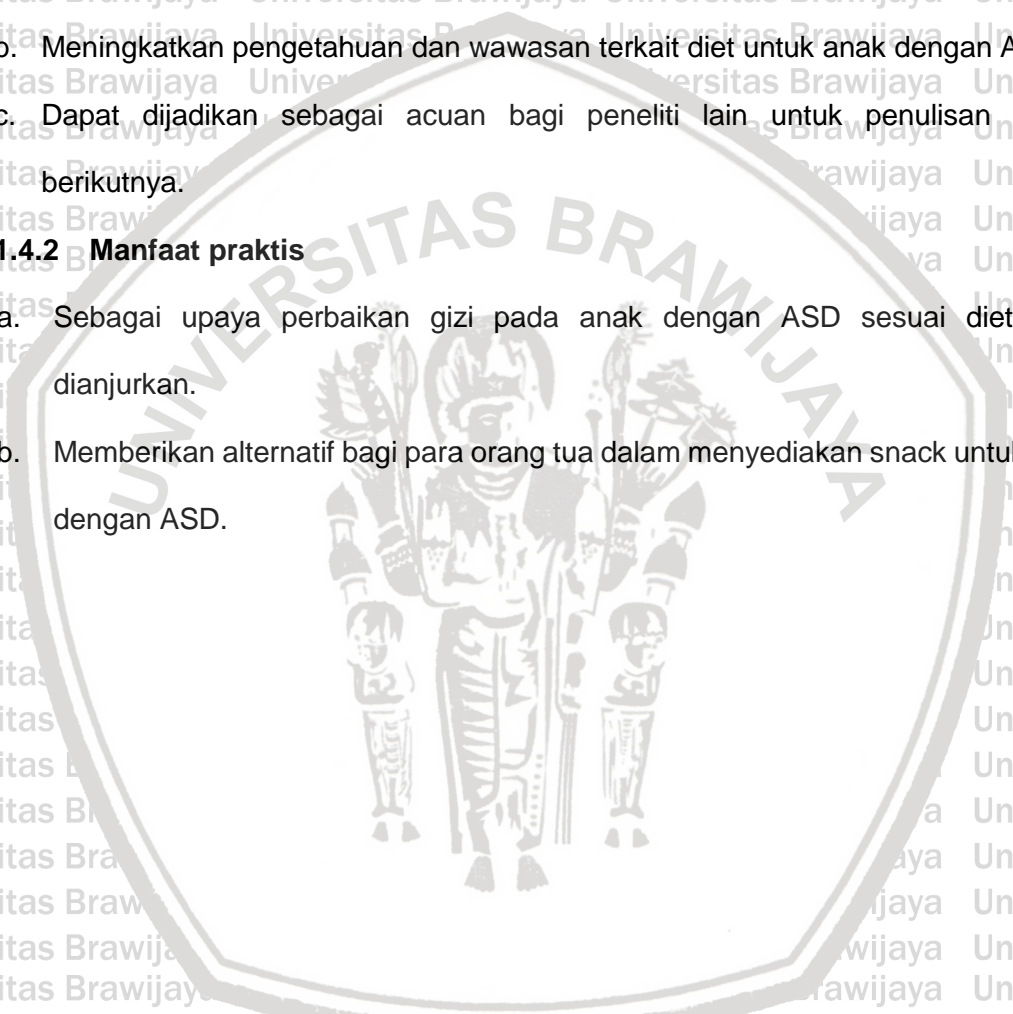 b. Meningkatkan pengetahuan dan wawasan terkait diet untuk anak dengan
c. Dapat dijadikan sebagai acuan bagi peneliti lain untuk penulisan
berikutnya.
1.4.2 Manfaat praktis
a. Sebagai upaya perbaikan gizi pada anak dengan ASD sesuai diet
dianjurkan.
b. Memberikan alternatif bagi para orang tua dalam menyediakan snack
dengan ASD.
UNIVERSITAS BRAWIJAYA